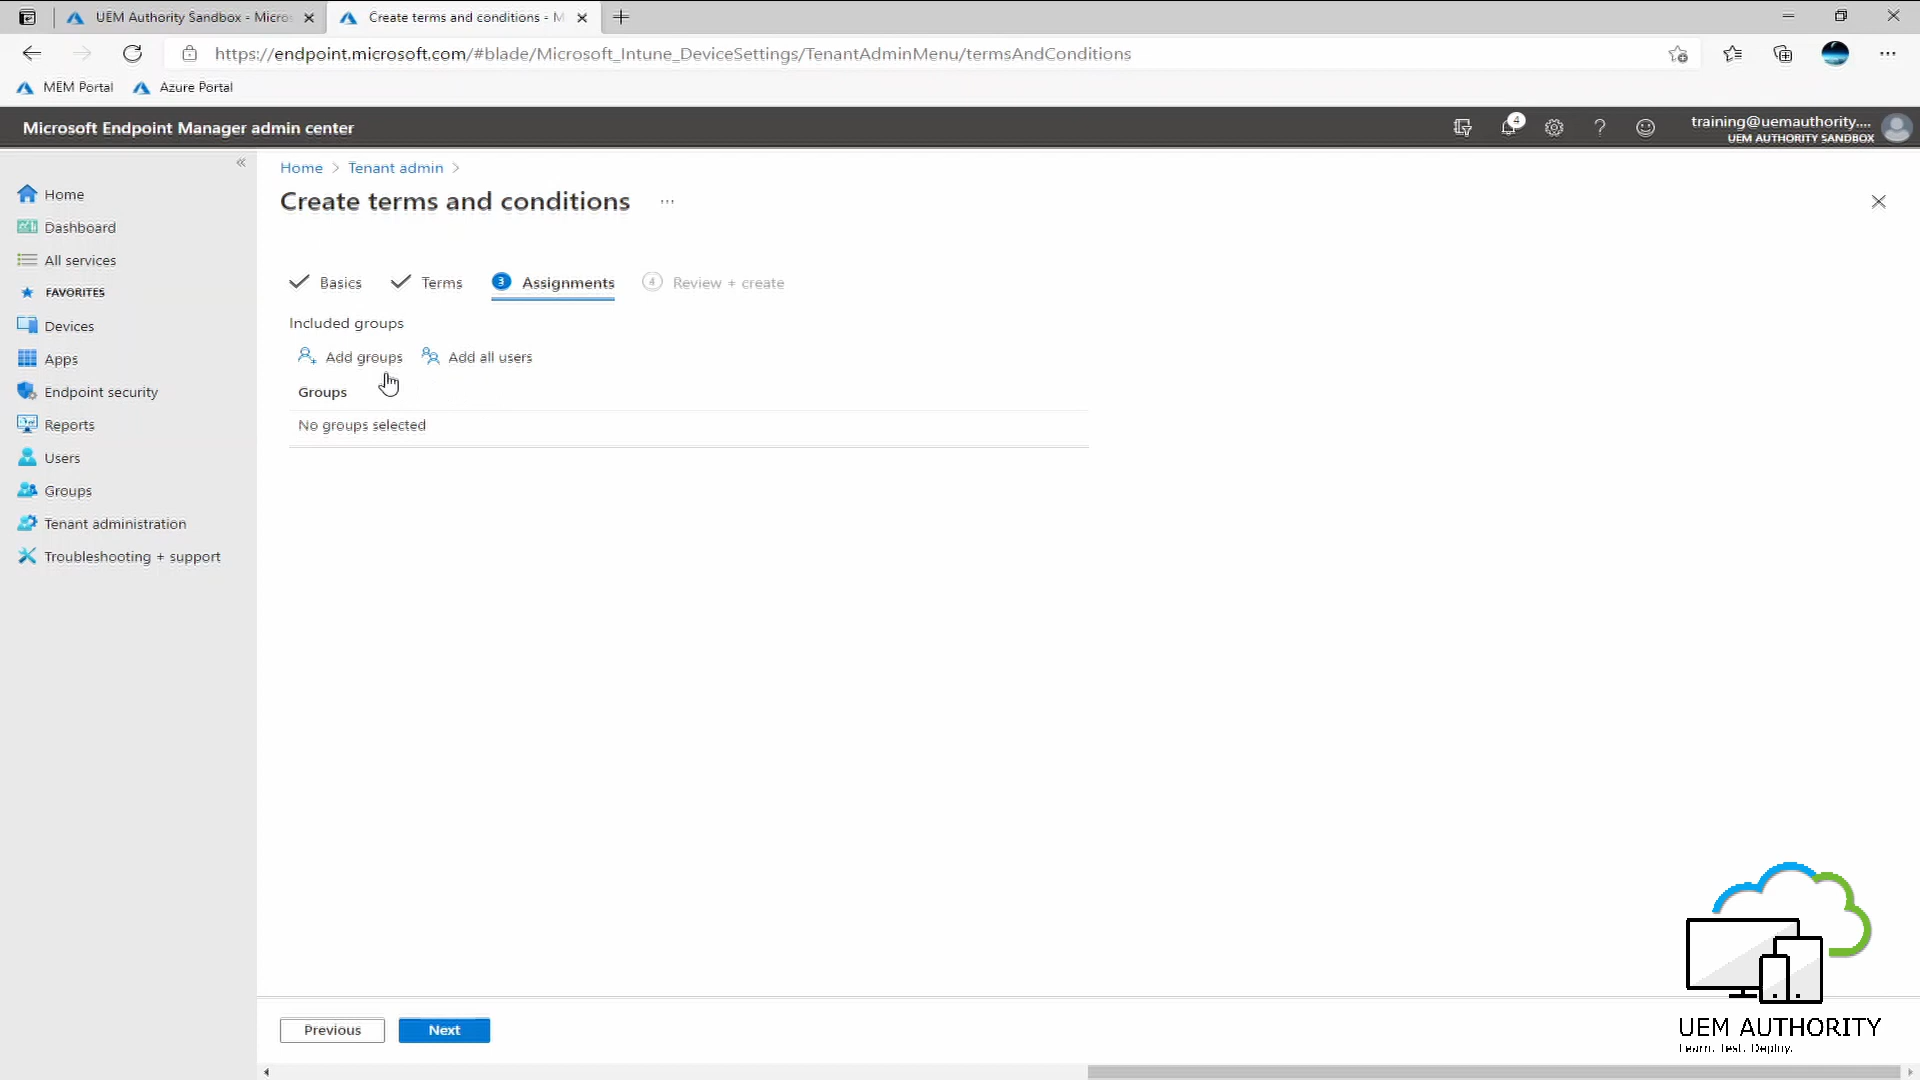 UEM Authority Sandbox - Micros
Create terms and conditions - M
https://endpoint.microsoft.com/#blade/Microsoft_Intune_DeviceSettings/TenantAdminMenu/termsAndConditions
MEM Portal
Azure Portal
Microsoft Endpoint Manager admin center
4
training@uemauthority....
UEM AUTHORITY SANDBOX
Home
Dashboard
All services
FAVORITES
Devices
Apps
Endpoint security
Reports
Users
Groups
Tenant administration
Troubleshooting + support
Home > Tenant admin >
Create terms and conditions ...
Basics
Terms
3 Assignments
4 Review + create
Included groups
Add groups
Add all users
Groups
No groups selected
Previous
Next
UEM AUTHORITY
Learn. Test. Deploy.